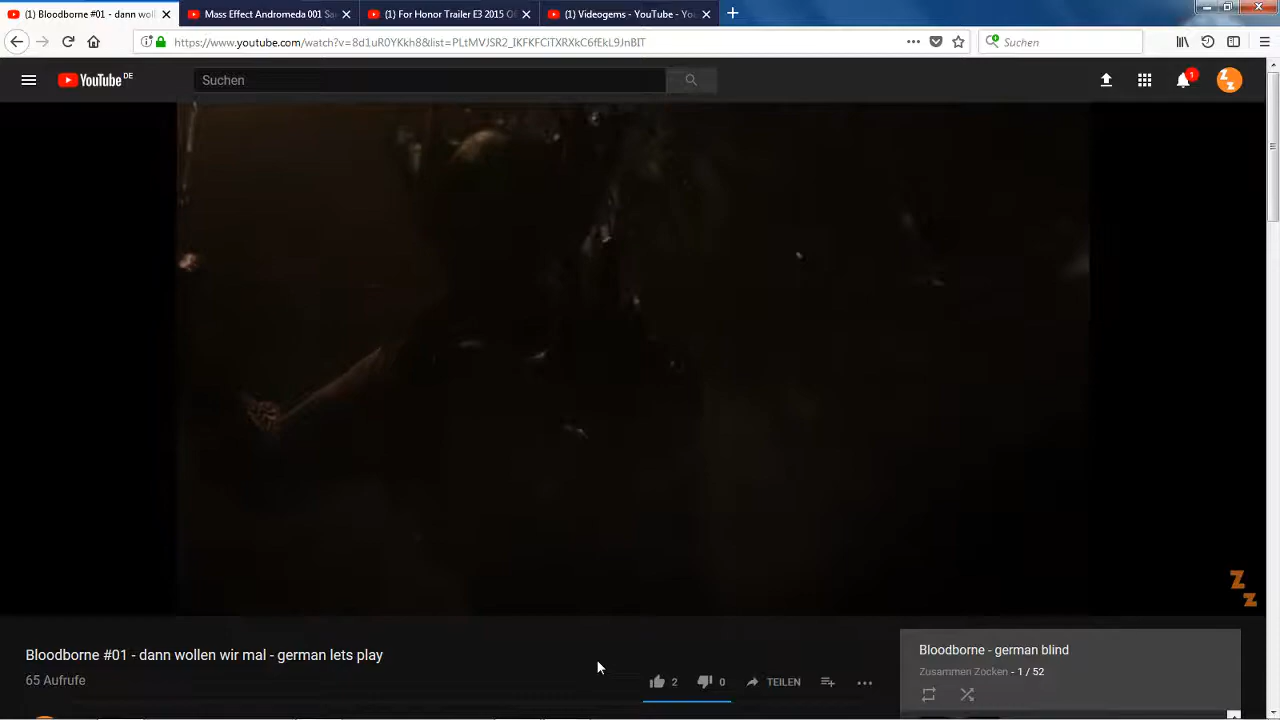 (1) Bloodborne #01 - dann woll
Mass Effect Andromeda 001 Sa
(1) For Honor Trailer E3 2015 O
(1) Videogems - YouTube - Yo
https://www.youtube.com/watch?v=8d1uR0YKkh8&list=PLtMVJSR2_IKFKFCiTXRXkC6fEkL9JnBIT
Suchen
YouTube DE
Suchen
1
Z
Z
Z
Z
Bloodborne #01 - dann wollen wir mal - german lets play
65 Aufrufe
2
0
TEILEN
Bloodborne - german blind
Zusammen Zocken - 1 / 52